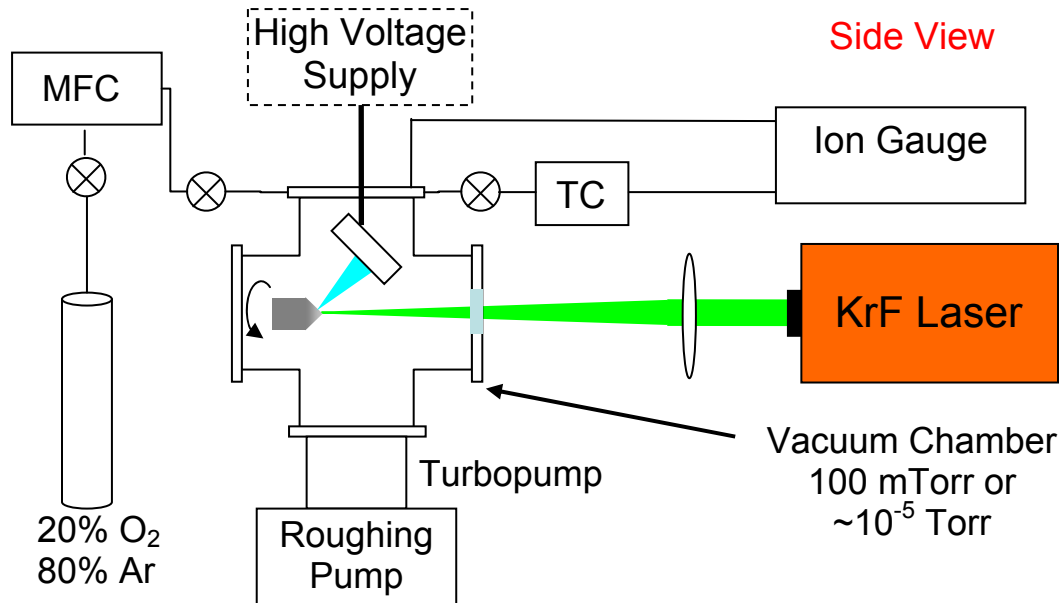 High Voltage
Supply
Side View
MFC
Ion Gauge
TC
KrF Laser
Vacuum Chamber
100 mTorr or
~10⁻⁵ Torr
Turbopump
20% O₂
80% Ar
Roughing
Pump